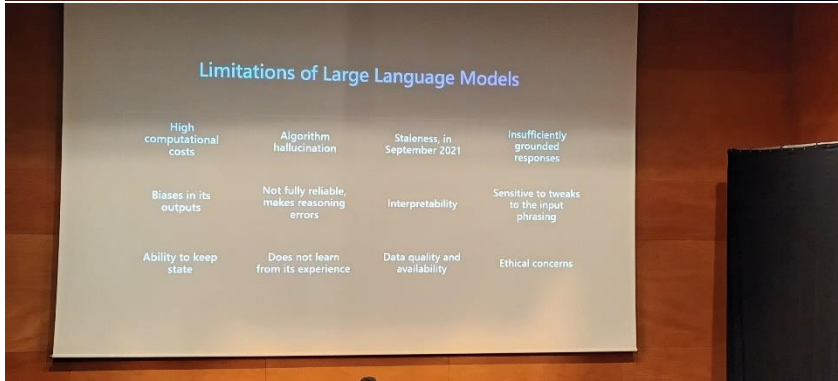 Limitations of Large Language Models
High
computational
costs
Algorithm
hallucination
Staleness, in
September 2021
Insufficiently
grounded
responses
Biases in its
outputs
Not fully reliable,
makes reasoning
errors
Interpretability
Sensitive to tweaks
to the input
phrasing
Ability to keep
state
Does not learn
from its experience
Data quality and
availability
Ethical concerns